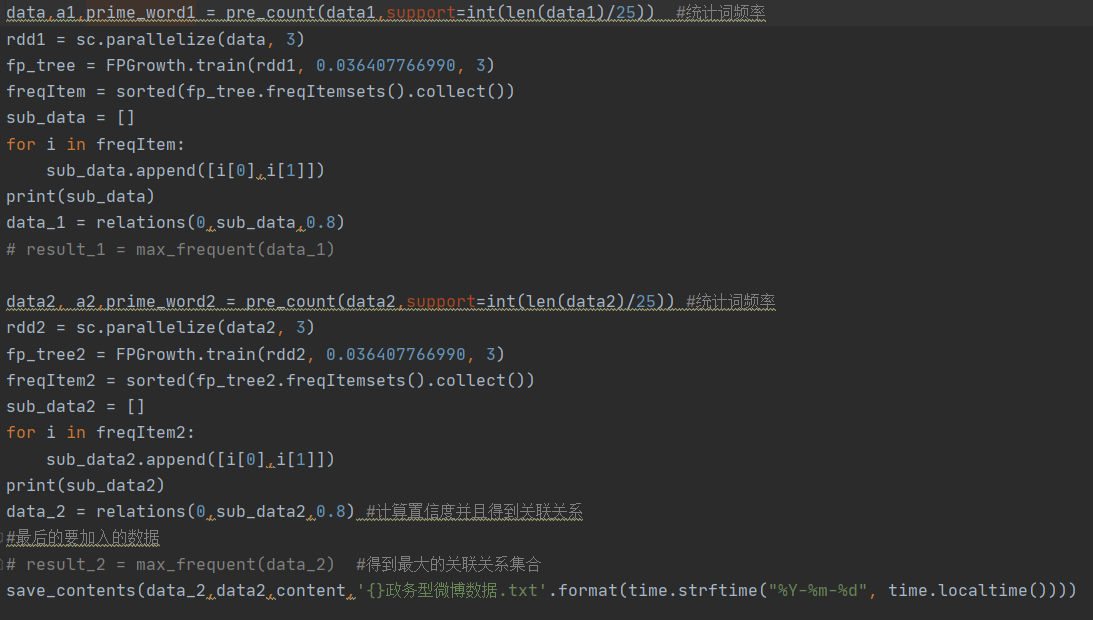 data,a1,prime_word1 = pre_count(data1,support=int(len(data1)/25))  #统计词频率
rdd1 = sc.parallelize(data, 3)
fp_tree = FPGrowth.train(rdd1, 0.036407766990, 3)
freqItem = sorted(fp_tree.freqItemsets().collect())
sub_data = []
for i in freqItem:
    sub_data.append([i[0],i[1]])
print(sub_data)
data_1 = relations(0,sub_data,0.8)
# result_1 = max_frequent(data_1)
data2, a2,prime_word2 = pre_count(data2,support=int(len(data2)/25)) #统计词频率
rdd2 = sc.parallelize(data2, 3)
fp_tree2 = FPGrowth.train(rdd2, 0.036407766990, 3)
freqItem2 = sorted(fp_tree2.freqItemsets().collect())
sub_data2 = []
for i in freqItem2:
    sub_data2.append([i[0],i[1]])
print(sub_data2)
data_2 = relations(0,sub_data2,0.8) #计算置信度并且得到关联关系
#最后的要加入的数据
# result_2 = max_frequent(data_2)  #得到最大的关联关系集合
save_contents(data_2,data2,content,'{}政务型微博数据.txt'.format(time.strftime("%Y-%m-%d", time.localtime())))